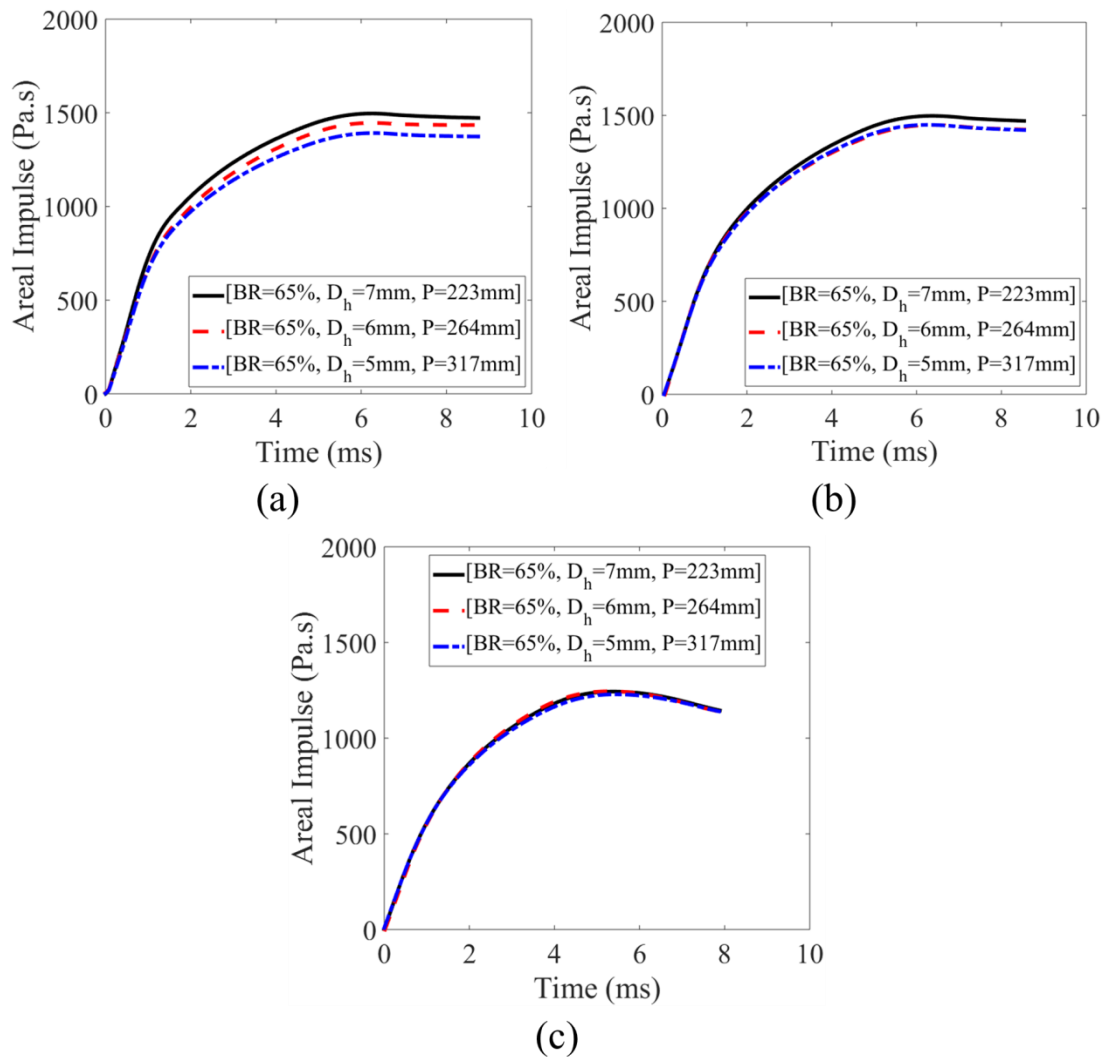 2000
1500
1000
500
0
Areal Impulse (Pa.s)
[BR=65%, D_h=7mm, P=223mm]
[BR=65%, D_h=6mm, P=264mm]
[BR=65%, D_h=5mm, P=317mm]
0 2 4 6 8 10
Time (ms)
(a)
2000
1500
1000
500
0
Areal Impulse (Pa.s)
[BR=65%, D_h=7mm, P=223mm]
[BR=65%, D_h=6mm, P=264mm]
[BR=65%, D_h=5mm, P=317mm]
0 2 4 6 8 10
Time (ms)
(b)
2000
1500
1000
500
0
Areal Impulse (Pa.s)
[BR=65%, D_h=7mm, P=223mm]
[BR=65%, D_h=6mm, P=264mm]
[BR=65%, D_h=5mm, P=317mm]
0 2 4 6 8 10
Time (ms)
(c)